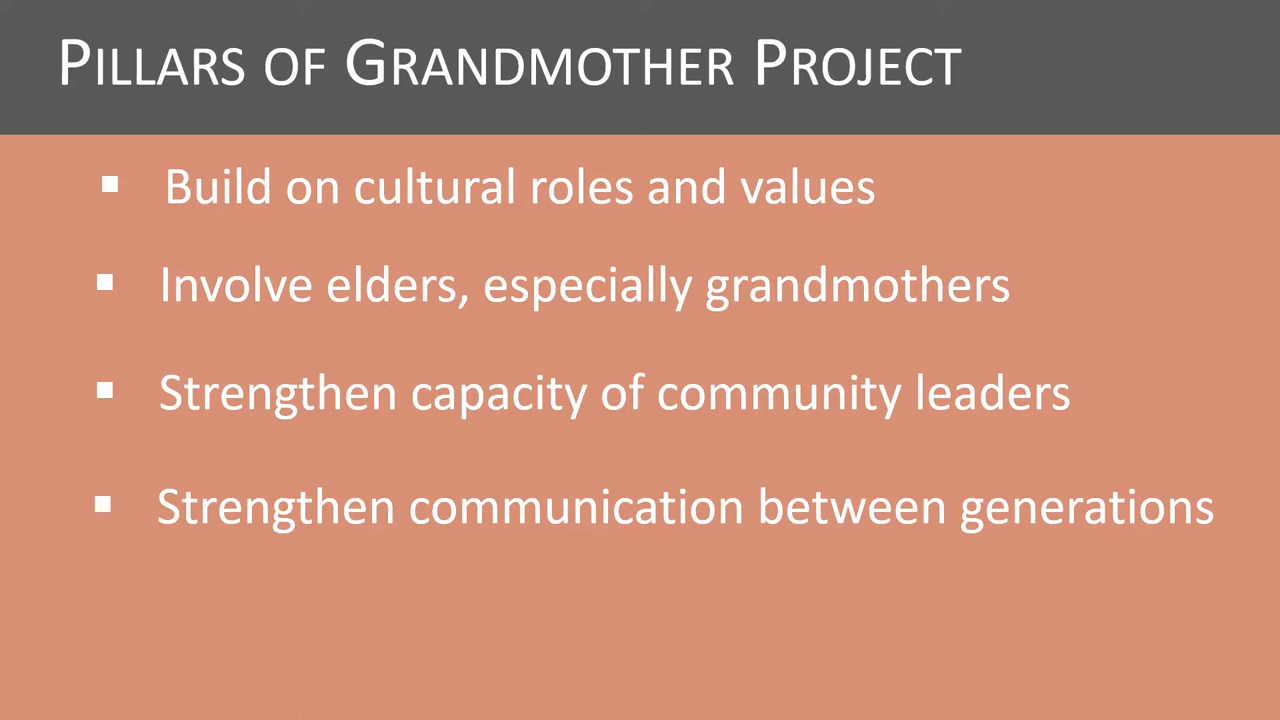 PILLARS OF GRANDMOTHER PROJECT
▪ Build on cultural roles and values
▪ Involve elders, especially grandmothers
▪ Strengthen capacity of community leaders
▪ Strengthen communication between generations